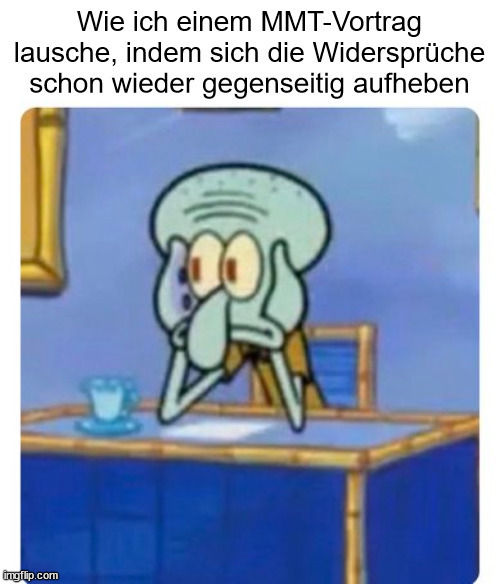 Wie ich einem MMT-Vortrag
lausche, indem sich die Widersprüche
schon wieder gegenseitig aufheben
imgflip.com